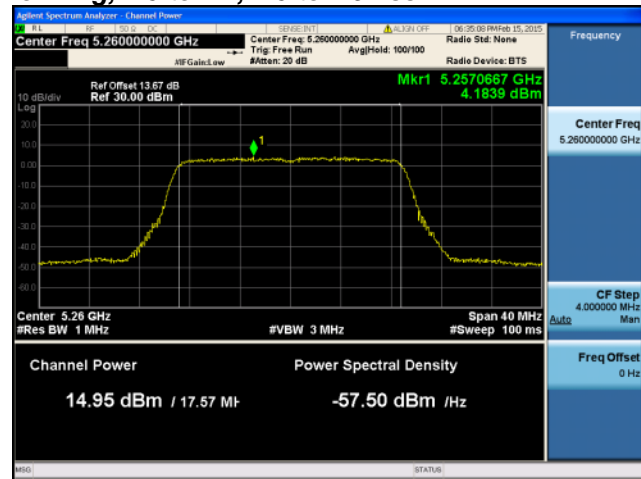 Agilent Spectrum Analyzer - Channel Power
RL RF 50 Ω DC SENSE:INT ALIGN OFF 06:35:08 PM Feb 15, 2015
Center Freq 5.260000000 GHz Center Freq: 5.260000000 GHz Radio Std: None Frequency
Trig: Free Run Avg|Hold: 100/100
#IFGain:Low #Atten: 20 dB Radio Device: BTS
Ref Offset 13.67 dB Mkr1 5.2570667 GHz
10 dB/div Ref 30.00 dBm 4.1839 dBm
Log
20.0
10.0
0.00
-10.0
-20.0
-30.0
-40.0
-50.0
-60.0
1
Center Freq
5.260000000 GHz
Center 5.26 GHz Span 40 MHz
#Res BW 1 MHz #VBW 3 MHz #Sweep 100 ms
CF Step
4.000000 MHz
Auto Man
Channel Power Power Spectral Density
14.95 dBm / 17.57 MH -57.50 dBm /Hz
Freq Offset
0 Hz
MSG STATUS